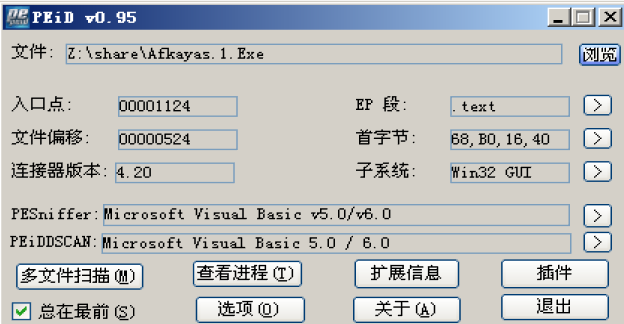 PEiD v0.95
文件: Z:\share\Afkayas.1.Exe 浏览
入口点: 00001124 EP 段: .text >
文件偏移: 00000524 首字节: 68,B0,16,40 >
连接器版本: 4.20 子系统: Win32 GUI >
PESniffer: Microsoft Visual Basic v5.0/v6.0 >
PEiDDSCAN: Microsoft Visual Basic 5.0 / 6.0 >
多文件扫描(M) 查看进程(T) 扩展信息 插件
总在最前(S) 选项(O) 关于(A) 退出